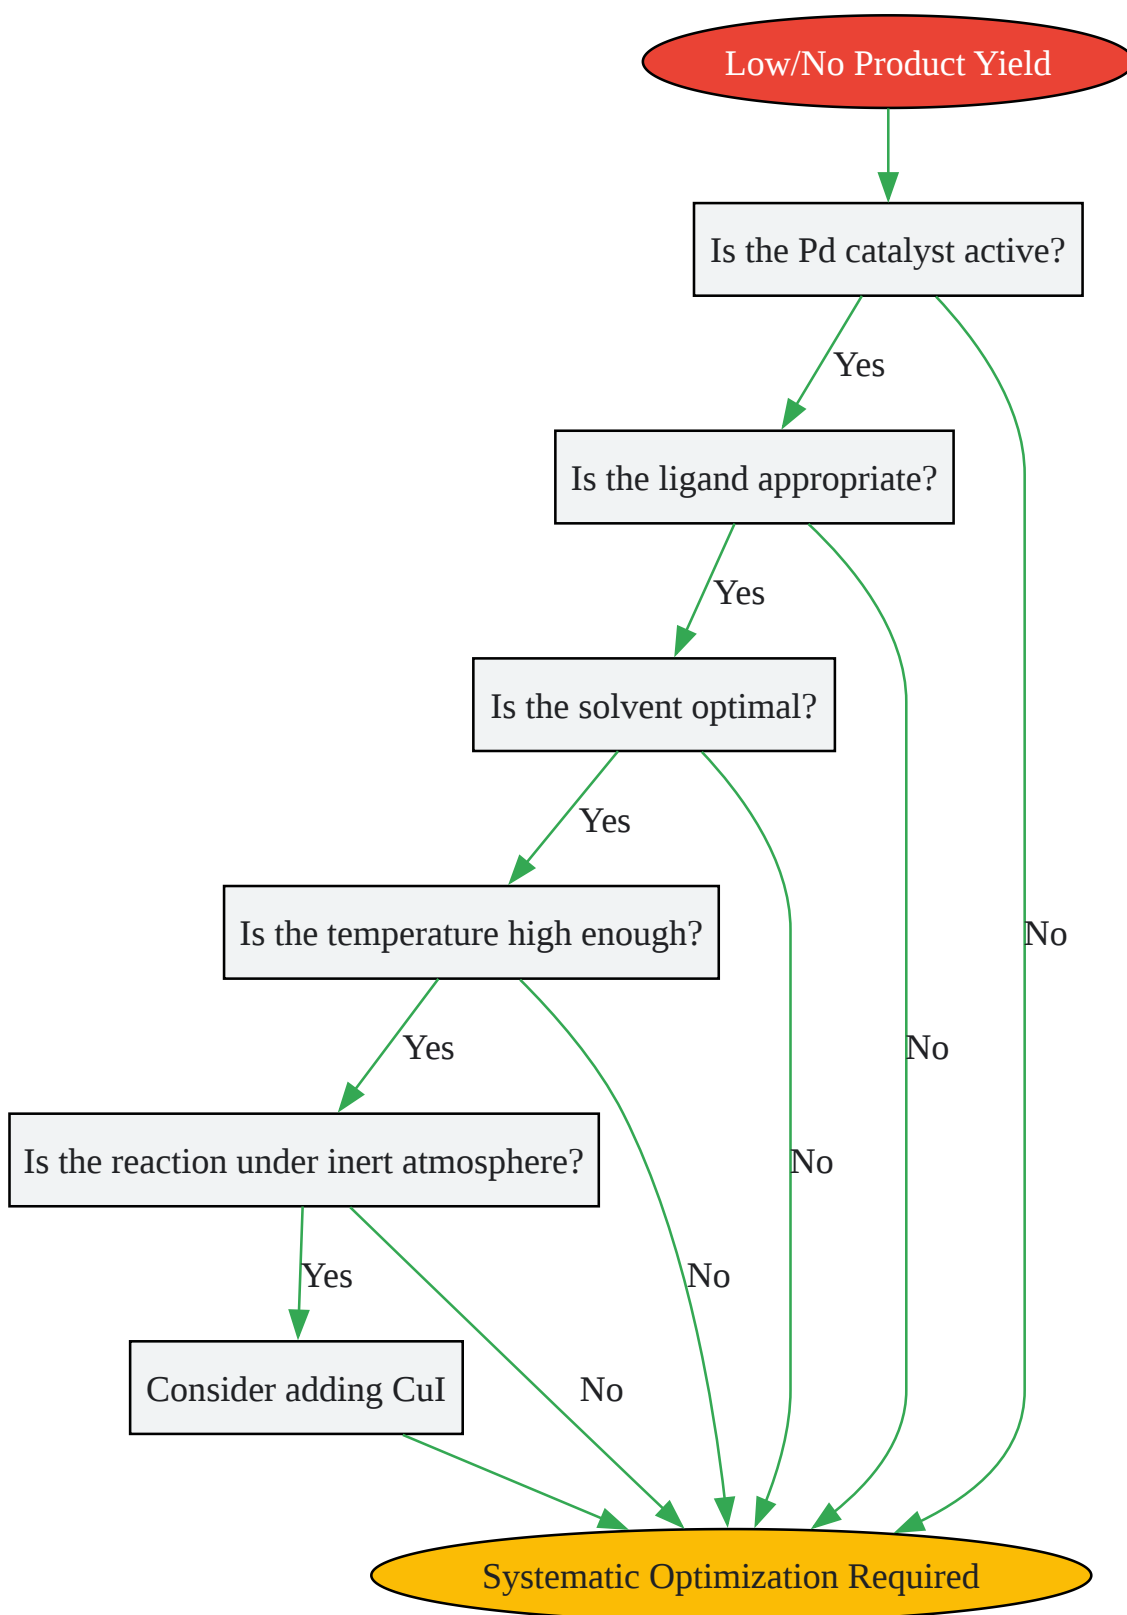 Low/No Product Yield
Is the Pd catalyst active?
Yes
Is the ligand appropriate?
Yes
Is the solvent optimal?
Yes
Is the temperature high enough?
No
Yes
No
Is the reaction under inert atmosphere?
No
Yes
No
Consider adding CuI
No
Systematic Optimization Required